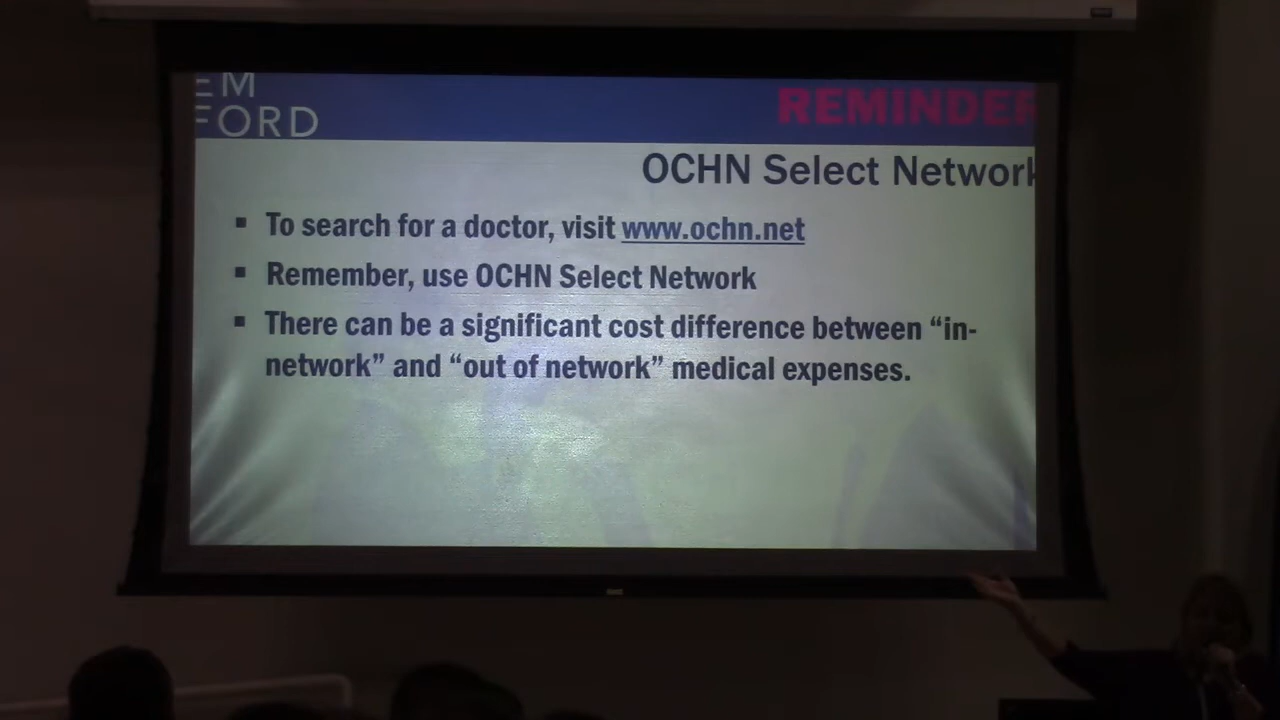 EM
FORD
REMINDER
OCHN Select Network
▪ To search for a doctor, visit www.ochn.net
▪ Remember, use OCHN Select Network
▪ There can be a significant cost difference between “in-
network” and “out of network” medical expenses.